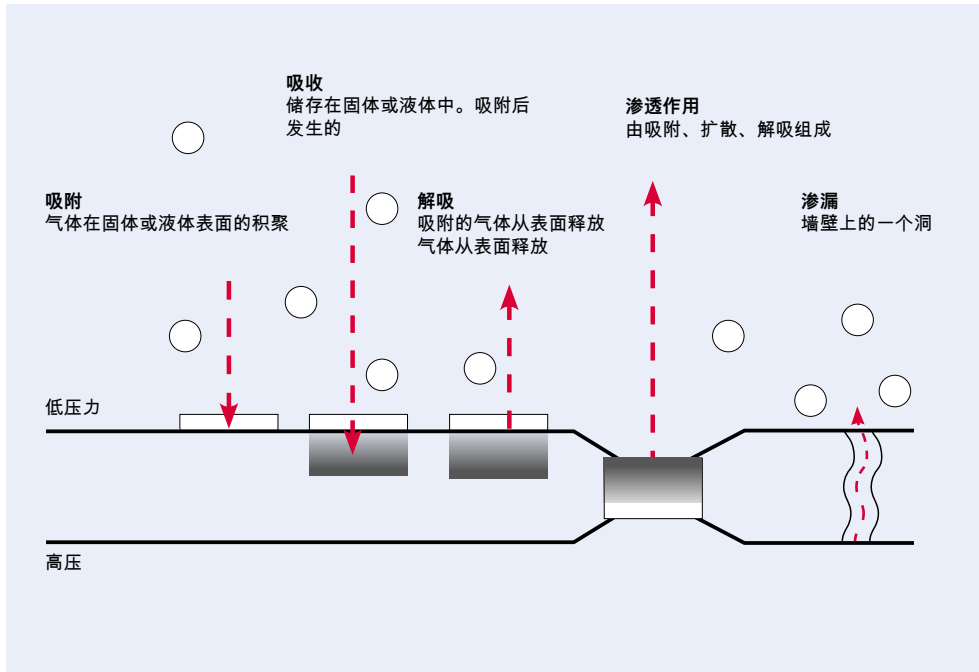 吸收
储存在固体或液体中。吸附后
发生的
渗透作用
由吸附、扩散、解吸组成
吸附
气体在固体或液体表面的积聚
解吸
吸附的气体从表面释放
气体从表面释放
渗漏
墙壁上的一个洞
低压力
高压